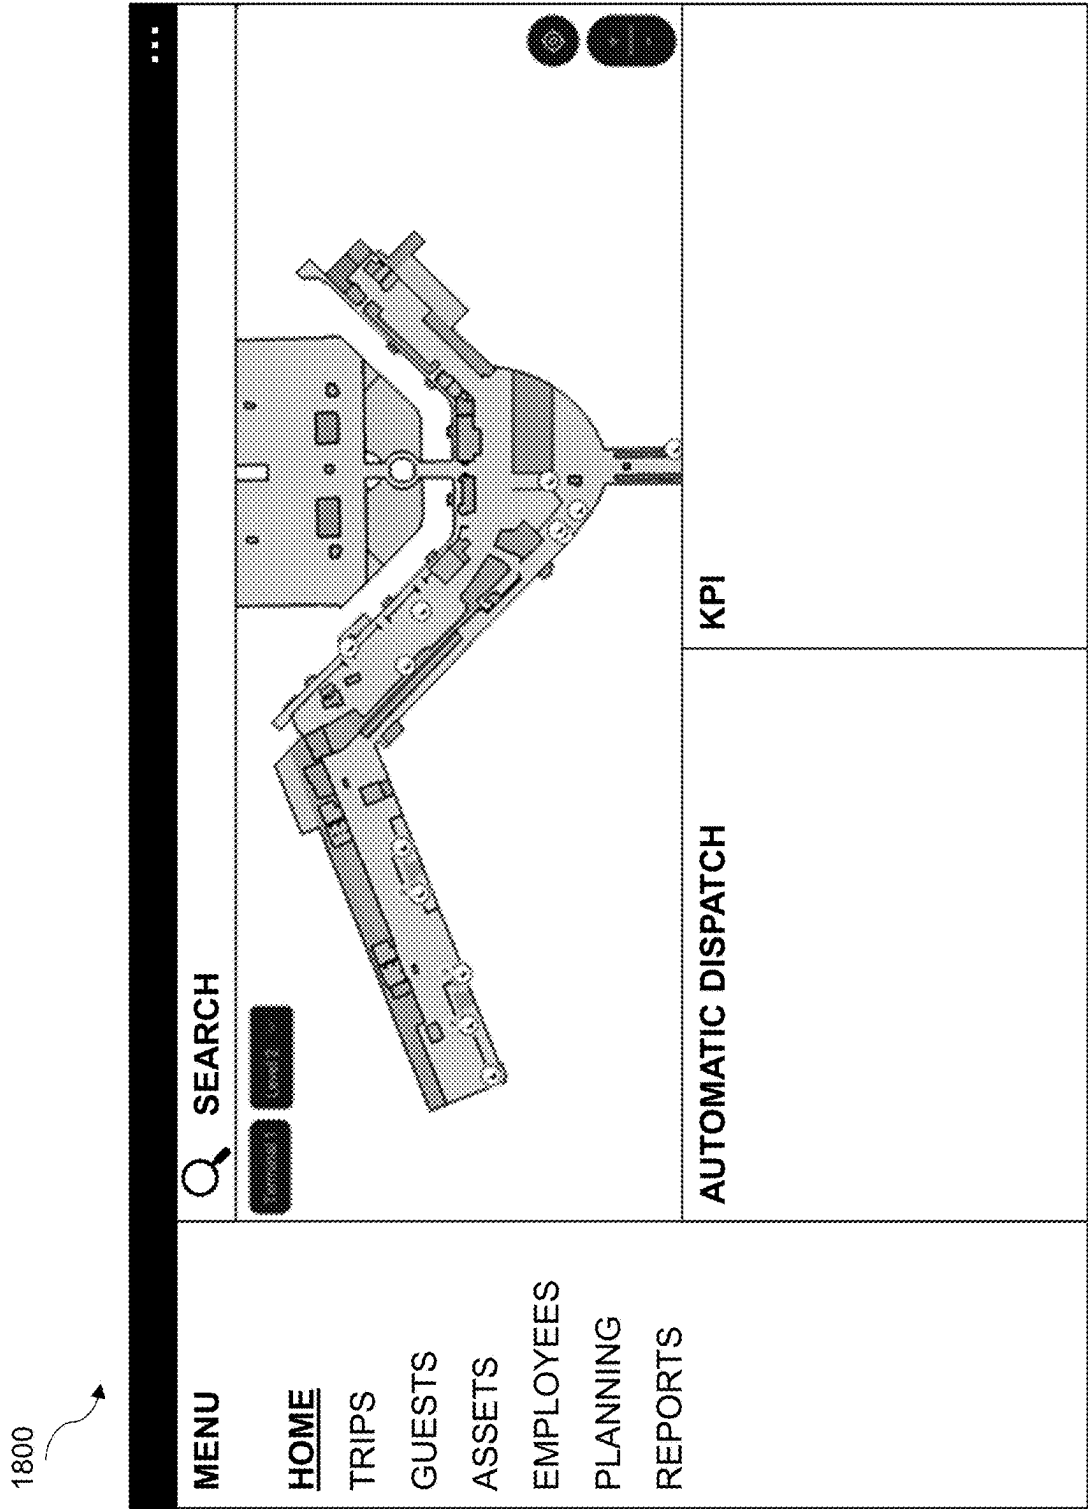 1800
MENU
HOME
TRIPS
GUESTS
ASSETS
EMPLOYEES
PLANNING
REPORTS
SEARCH
AUTOMATIC DISPATCH
KPI